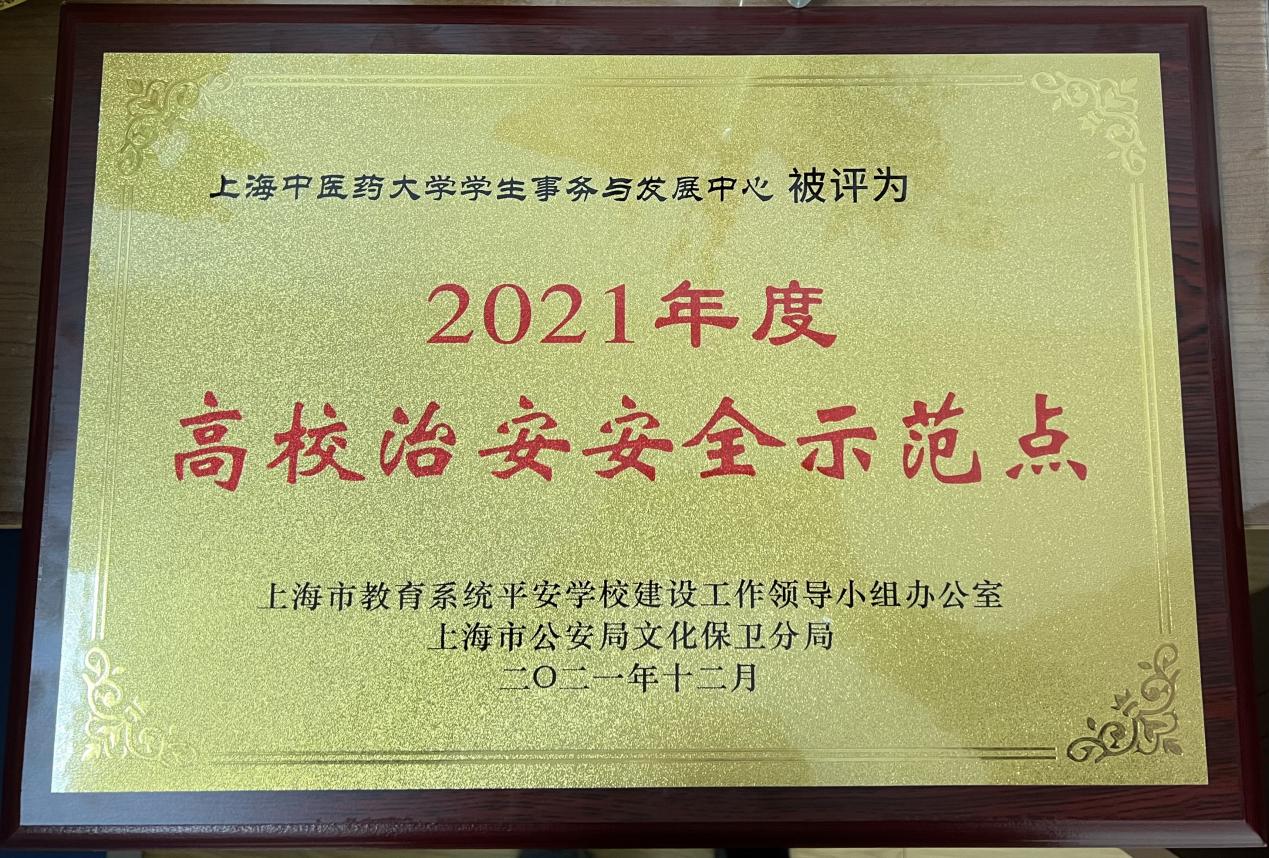 上海中医药大学学生事务与发展中心 被评为
2021年度
高校治安安全示范点
上海市教育系统平安学校建设工作领导小组办公室
上海市公安局文化保卫分局
二〇二一年十二月